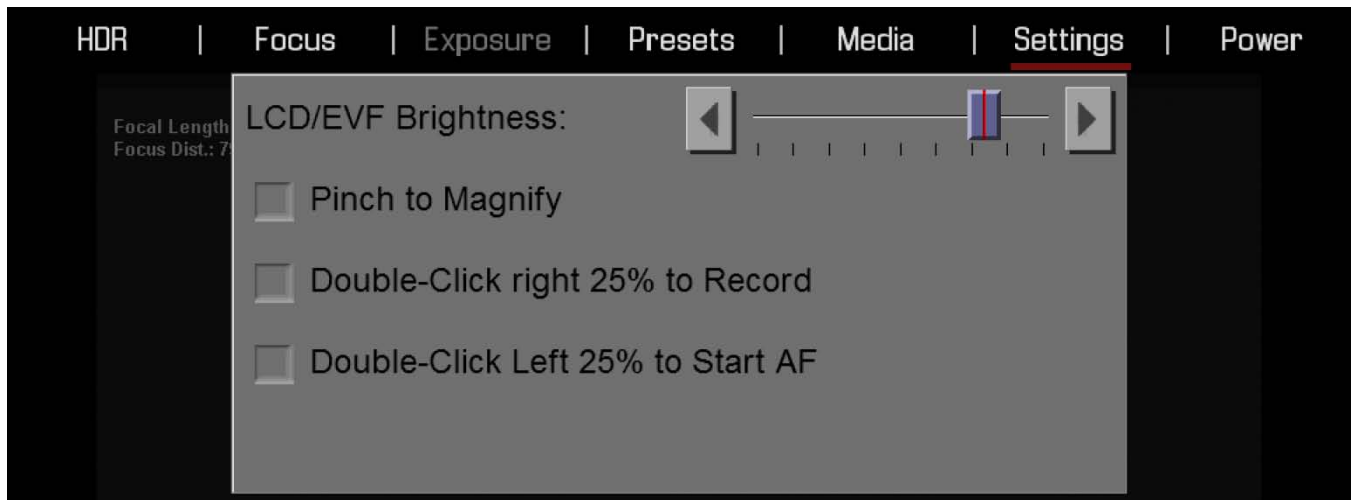 HDR | Focus | Exposure | Presets | Media | Settings | Power
LCD/EVF Brightness:
Focal Length
Focus Dist.: 7
Pinch to Magnify
Double-Click right 25% to Record
Double-Click Left 25% to Start AF